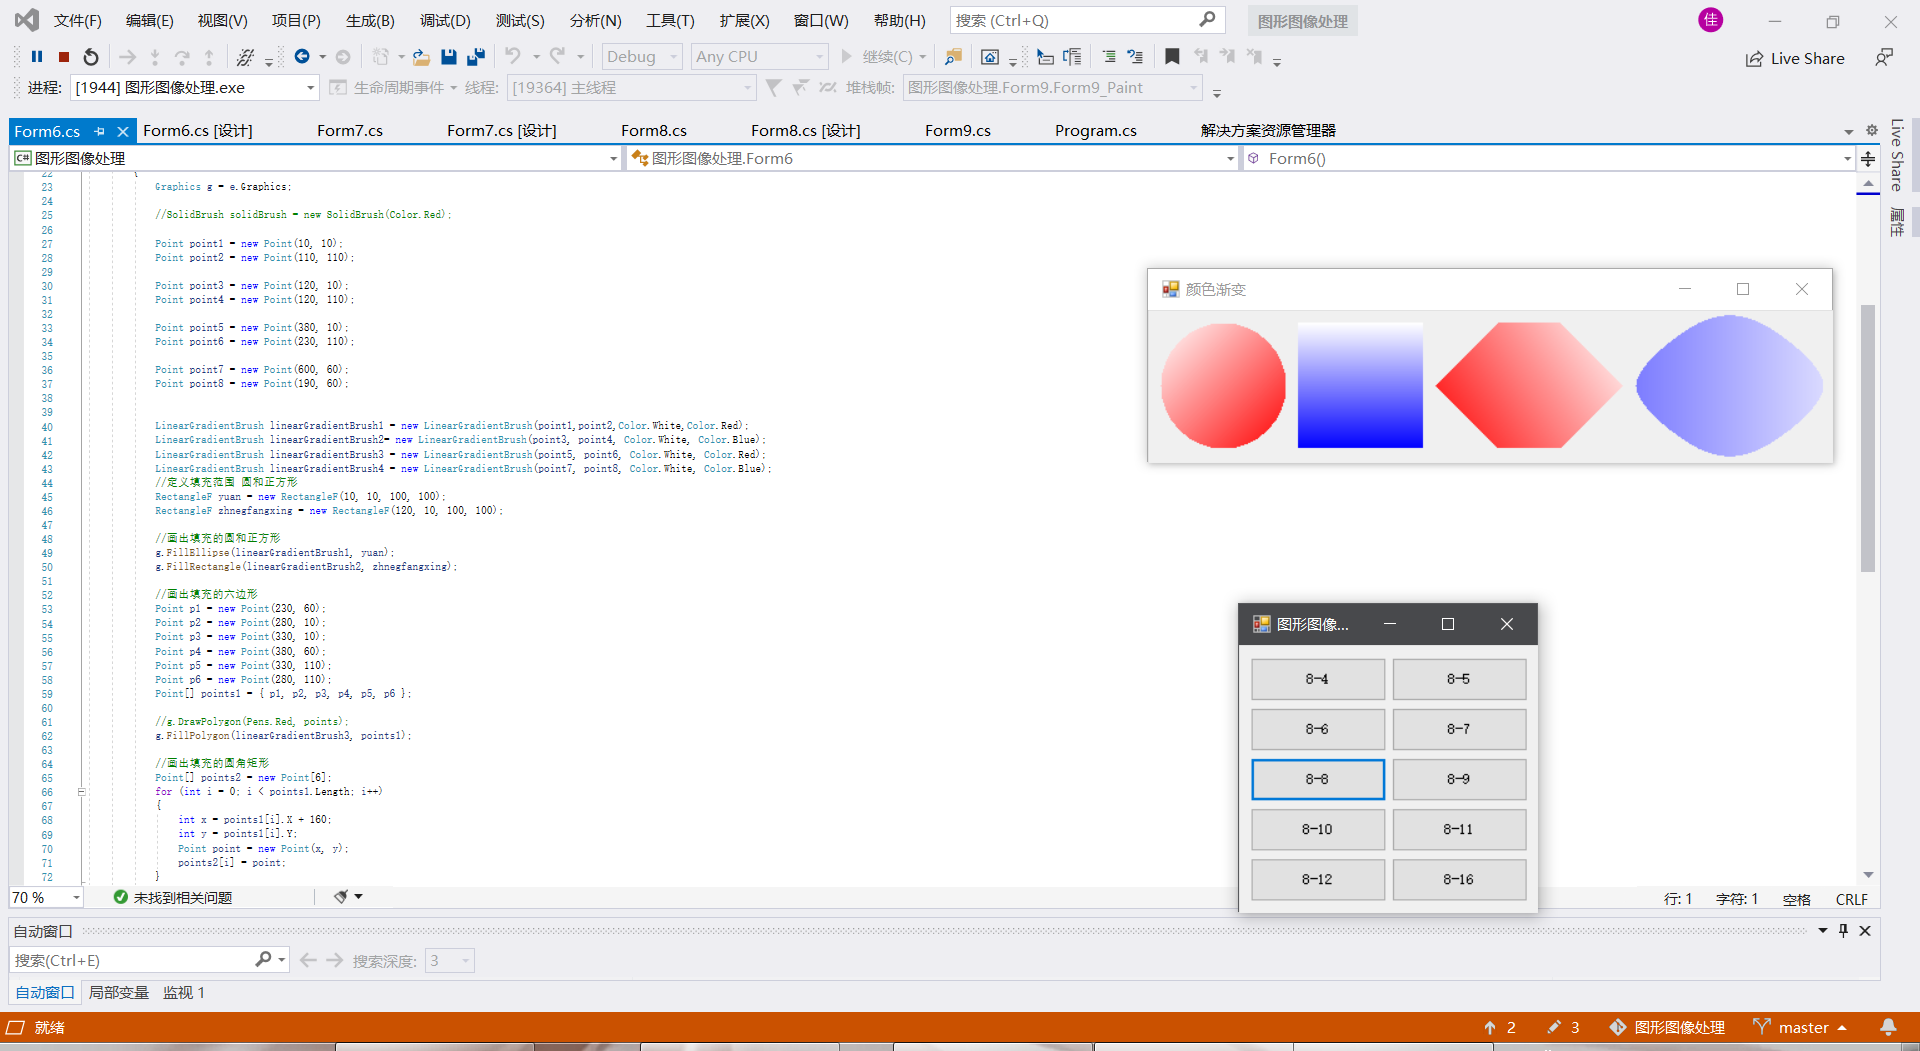 文件(F) 编辑(E) 视图(V) 项目(P) 生成(B) 调试(D) 测试(S) 分析(N) 工具(T) 扩展(X) 窗口(W) 帮助(H) 搜索 (Ctrl+Q) 图形图像处理 佳
Debug Any CPU 继续(C) Live Share
进程: [1944] 图形图像处理.exe 生命周期事件 线程: [19364] 主线程 堆栈帧: 图形图像处理.Form9.Form9_Paint
Form6.cs Form6.cs [设计] Form7.cs Form7.cs [设计] Form8.cs Form8.cs [设计] Form9.cs Program.cs 解决方案资源管理器
C# 图形图像处理 图形图像处理.Form6 Form6()
Live Share
属性
22 {
23 Graphics g = e.Graphics;
24
25 //SolidBrush solidBrush = new SolidBrush(Color.Red);
26
27 Point point1 = new Point(10, 10);
28 Point point2 = new Point(110, 110);
29
30 Point point3 = new Point(120, 10);
31 Point point4 = new Point(120, 110);
32
33 Point point5 = new Point(380, 10);
34 Point point6 = new Point(230, 110);
35
36 Point point7 = new Point(600, 60);
37 Point point8 = new Point(190, 60);
38
39
40 LinearGradientBrush linearGradientBrush1 = new LinearGradientBrush(point1,point2,Color.White,Color.Red);
41 LinearGradientBrush linearGradientBrush2= new LinearGradientBrush(point3, point4, Color.White, Color.Blue);
42 LinearGradientBrush linearGradientBrush3 = new LinearGradientBrush(point5, point6, Color.White, Color.Red);
43 LinearGradientBrush linearGradientBrush4 = new LinearGradientBrush(point7, point8, Color.White, Color.Blue);
44 //定义填充范围 圆和正方形
45 RectangleF yuan = new RectangleF(10, 10, 100, 100);
46 RectangleF zhnegfangxing = new RectangleF(120, 10, 100, 100);
47
48 //画出填充的圆和正方形
49 g.FillEllipse(linearGradientBrush1, yuan);
50 g.FillRectangle(linearGradientBrush2, zhnegfangxing);
51
52 //画出填充的六边形
53 Point p1 = new Point(230, 60);
54 Point p2 = new Point(280, 10);
55 Point p3 = new Point(330, 10);
56 Point p4 = new Point(380, 60);
57 Point p5 = new Point(330, 110);
58 Point p6 = new Point(280, 110);
59 Point[] points1 = { p1, p2, p3, p4, p5, p6 };
60
61 //g.DrawPolygon(Pens.Red, points);
62 g.FillPolygon(linearGradientBrush3, points1);
63
64 //画出填充的圆角矩形
65 Point[] points2 = new Point[6];
66 for (int i = 0; i < points1.Length; i++)
67 {
68 int x = points1[i].X + 160;
69 int y = points1[i].Y;
70 Point point = new Point(x, y);
71 points2[i] = point;
72 }
颜色渐变
图形图像...
8-4 8-5
8-6 8-7
8-8 8-9
8-10 8-11
8-12 8-16
70 % 未找到相关问题 行: 1 字符: 1 空格 CRLF
自动窗口
搜索(Ctrl+E) 搜索深度: 3
自动窗口 局部变量 监视 1
就绪 2 3 图形图像处理 master